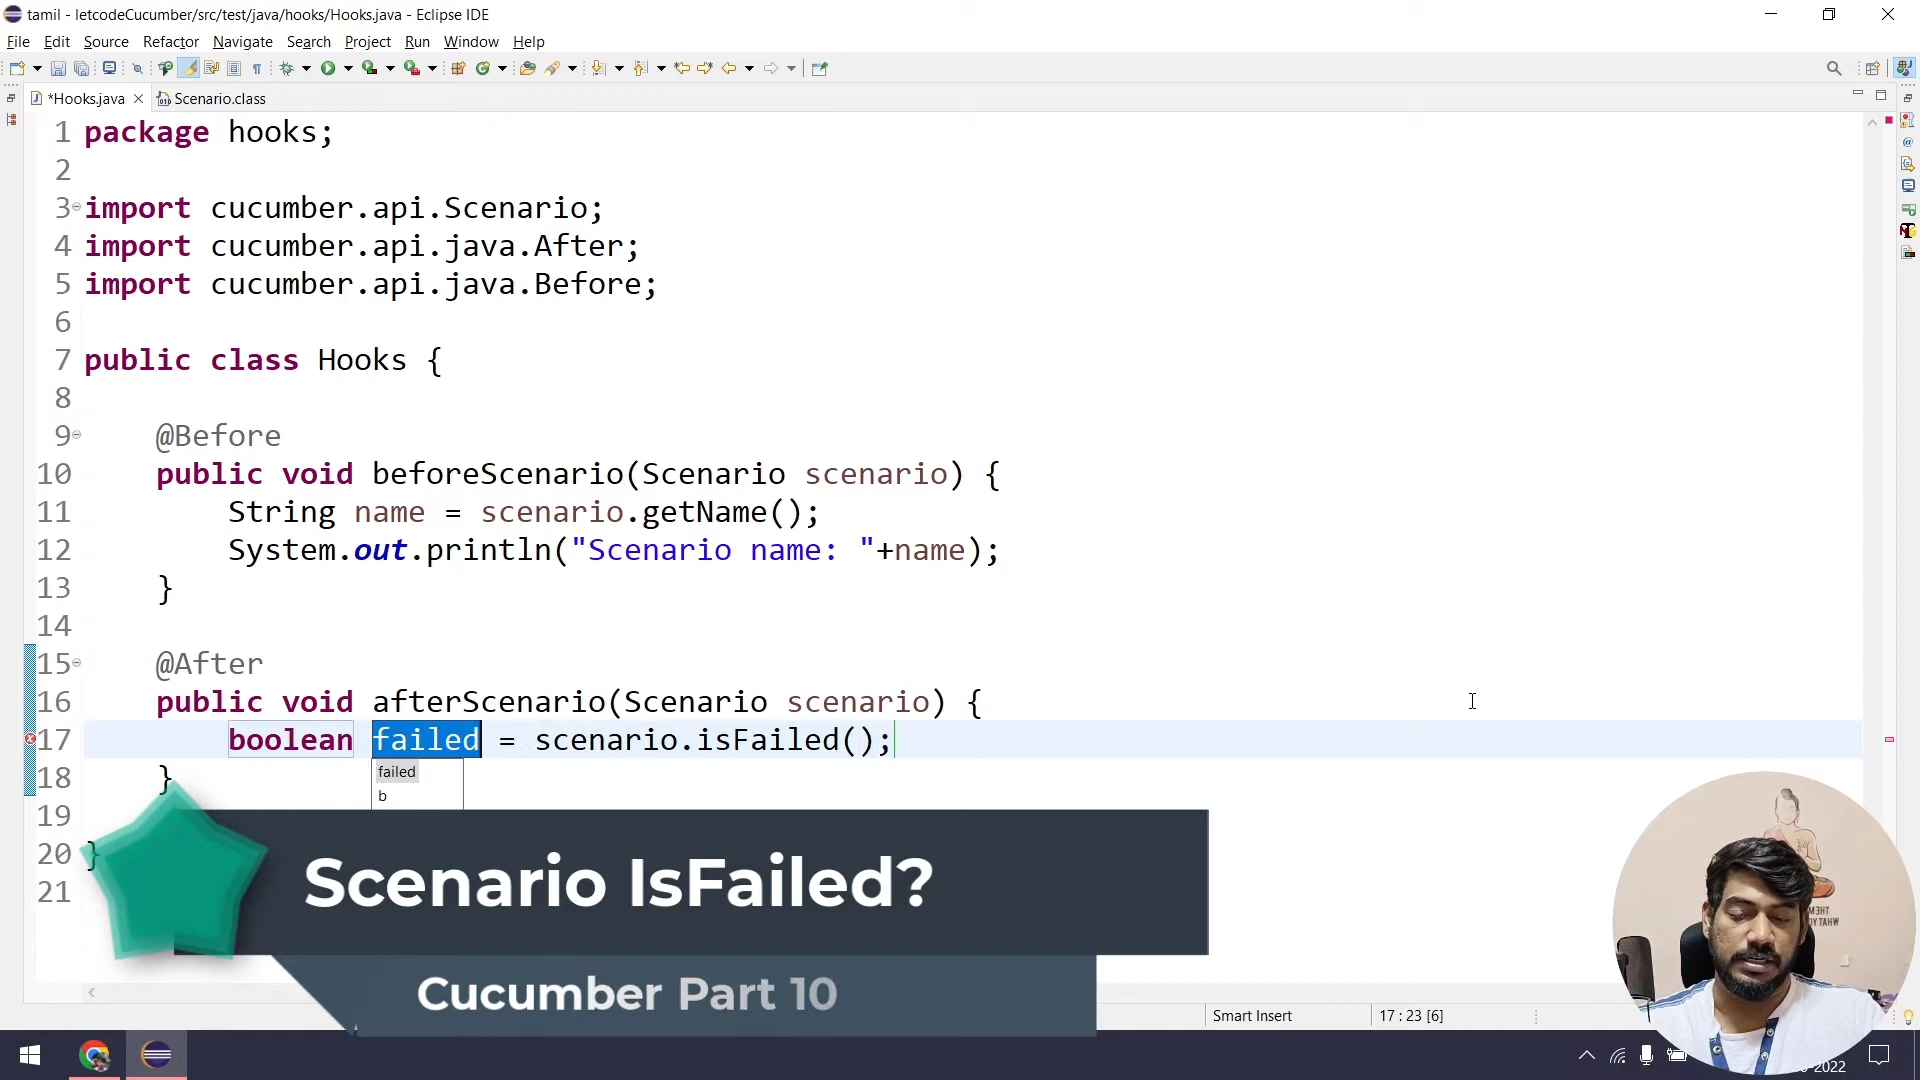 tamil - letcodeCucumber/src/test/java/hooks/Hooks.java - Eclipse IDE
File Edit Source Refactor Navigate Search Project Run Window Help
*Hooks.java Scenario.class
1 package hooks;
2
3 import cucumber.api.Scenario;
4 import cucumber.api.java.After;
5 import cucumber.api.java.Before;
6
7 public class Hooks {
8
9 @Before
10 public void beforeScenario(Scenario scenario) {
11 String name = scenario.getName();
12 System.out.println("Scenario name: "+name);
13 }
14
15 @After
16 public void afterScenario(Scenario scenario) {
17 boolean failed = scenario.isFailed();
failed
18 }
b
19
20 }
21
Scenario IsFailed?
Cucumber Part 10
Smart Insert 17 : 23 [6]